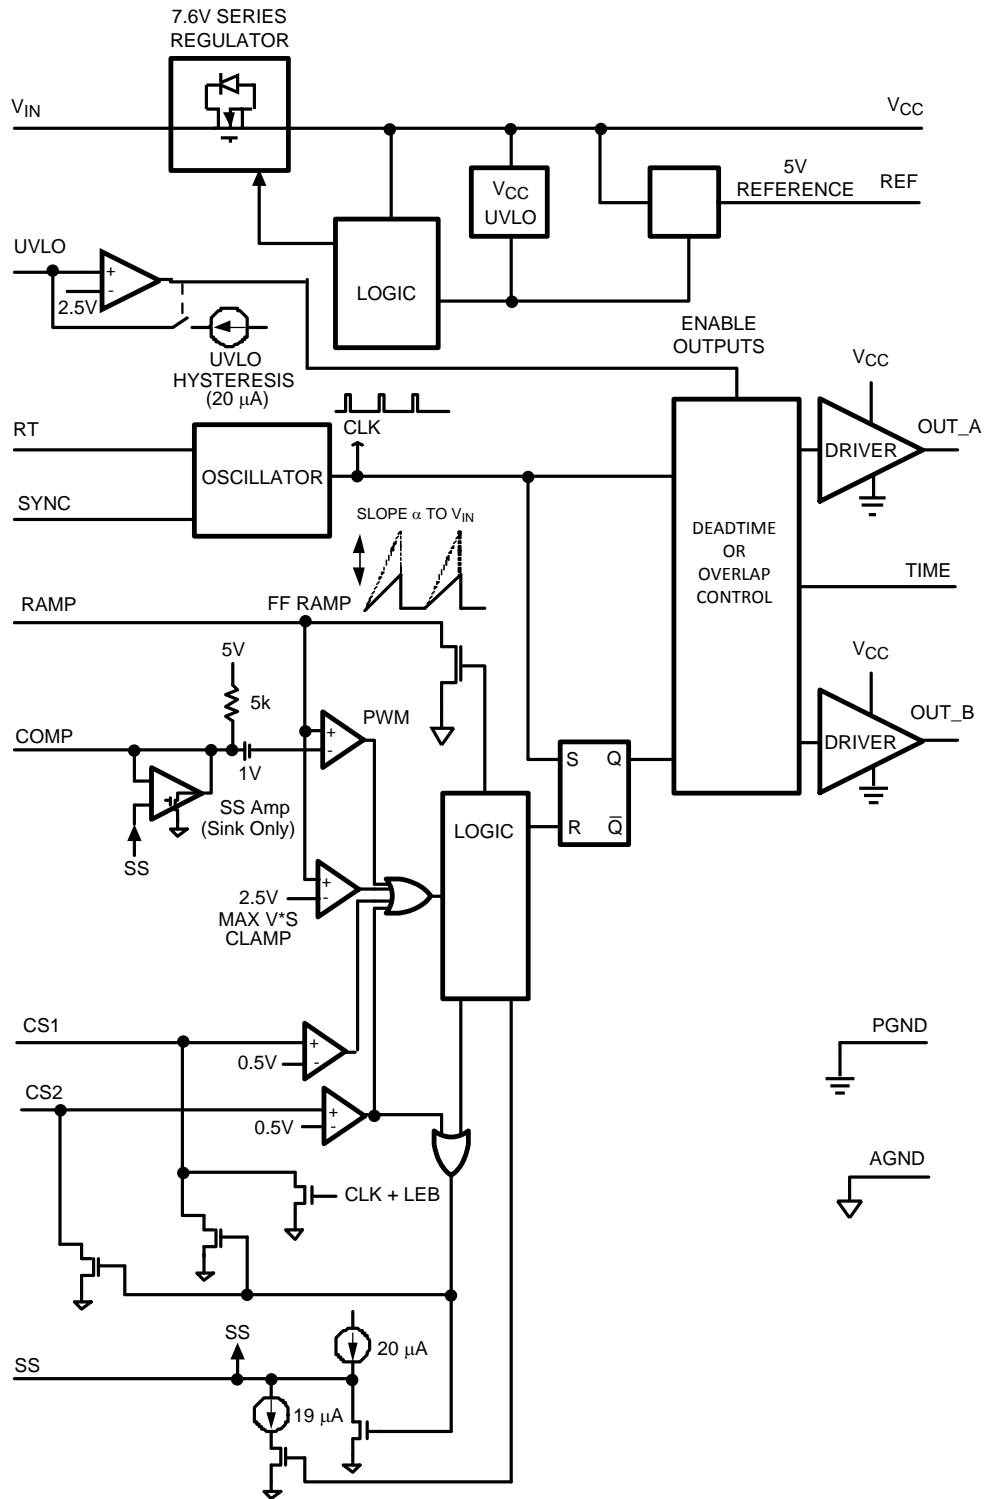 7.6V SERIES
REGULATOR
VIN
VCC
5V
REFERENCE
REF
VCC
UVLO
UVLO
+
-
2.5V
LOGIC
UVLO
HYSTERESIS
(20 μA)
ENABLE
OUTPUTS
VCC
RT
CLK
OUT_A
OSCILLATOR
DRIVER
SYNC
SLOPE α TO VIN
DEADTIME
OR
OVERLAP
CONTROL
TIME
RAMP
FF RAMP
5V
5k
VCC
PWM
+
-
OUT_B
COMP
1V
DRIVER
S Q
SS Amp
(Sink Only)
LOGIC
R Q̅
SS
+
-
2.5V
MAX V*S
CLAMP
CS1
+
-
0.5V
PGND
CS2
+
-
0.5V
AGND
CLK + LEB
SS
20 μA
SS
19 μA